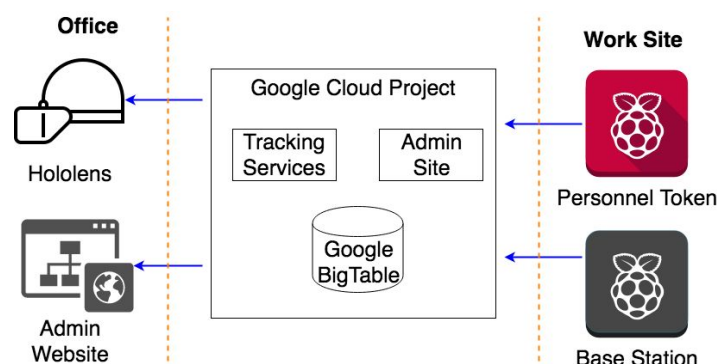 Office
Hololens
Admin
Website
Google Cloud Project
Tracking
Services
Admin
Site
Google
BigTable
Work Site
Personnel Token
Base Station